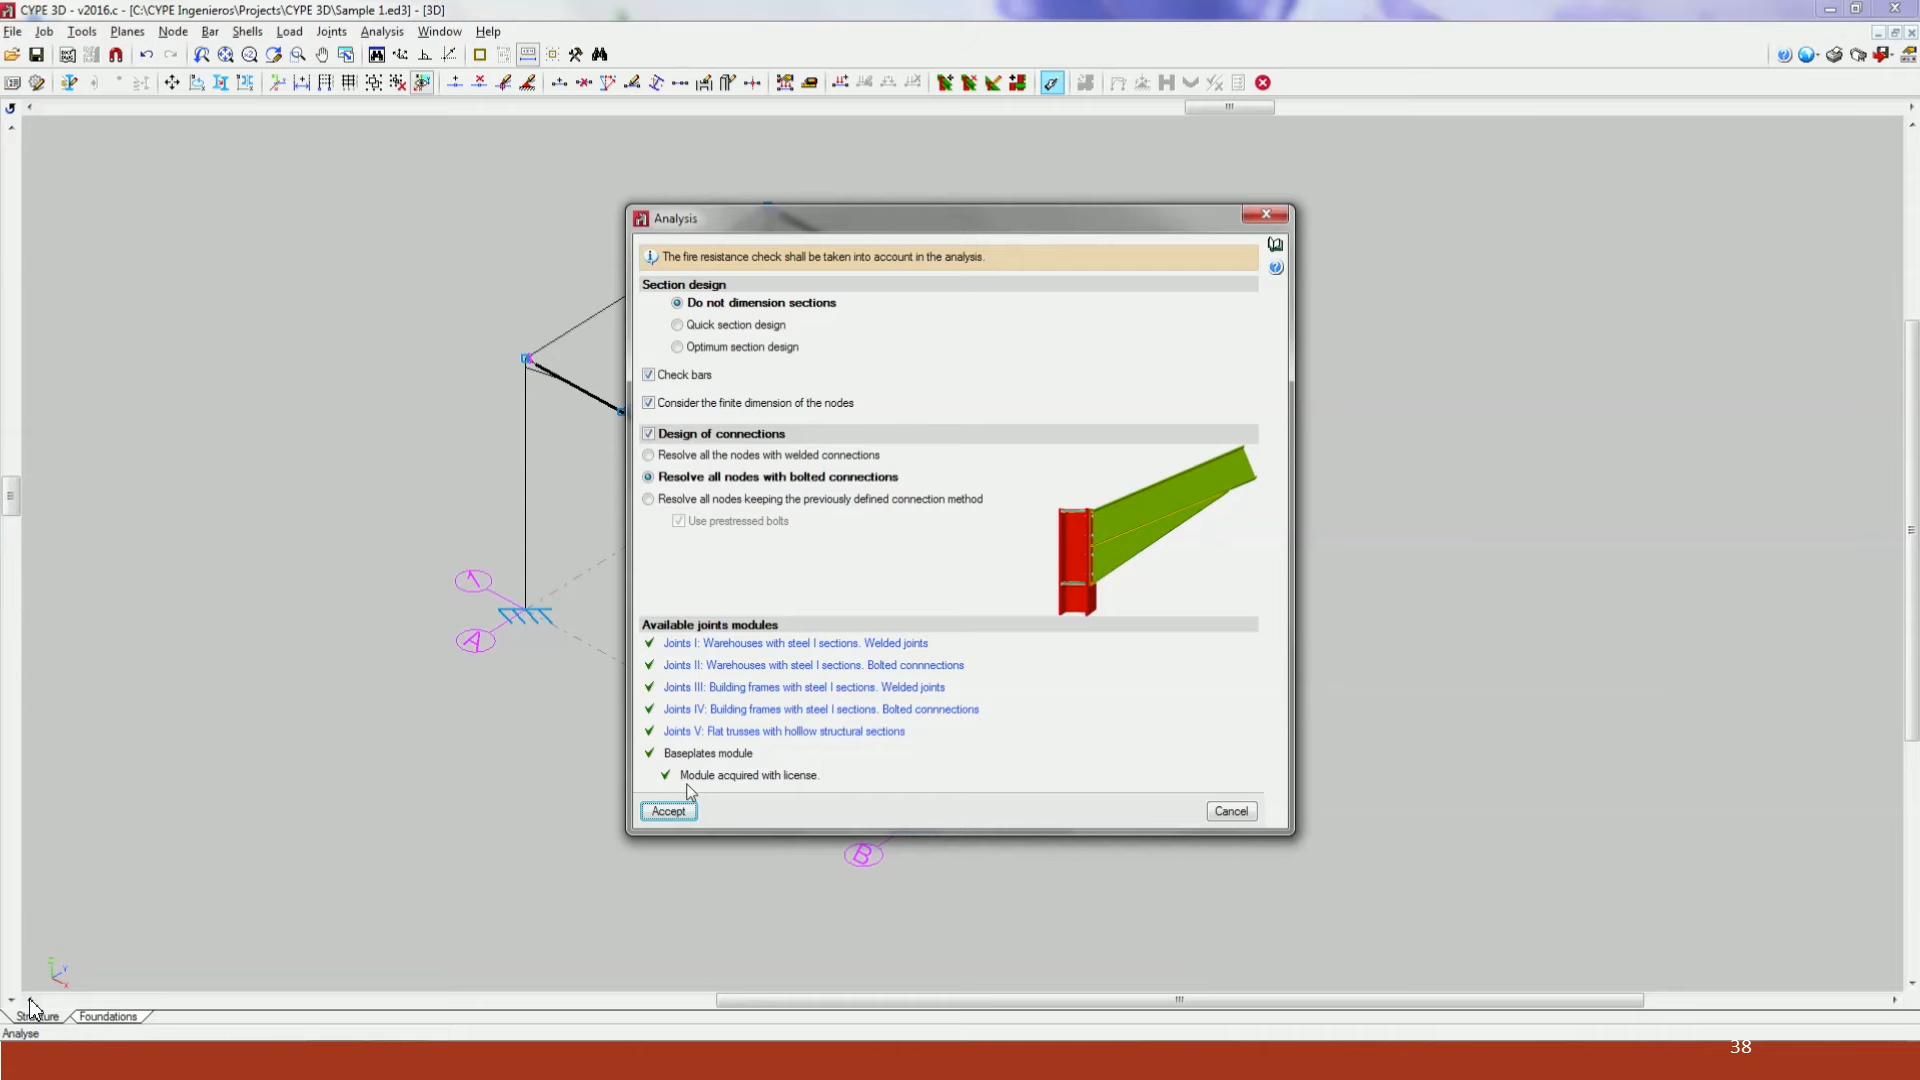 CYPE 3D - v2016.c - [C:\CYPE Ingenieros\Projects\CYPE 3D\Sample 1.ed3] - [3D]
File Job Tools Planes Node Bar Shells Load Joints Analysis Window Help
Analysis
The fire resistance check shall be taken into account in the analysis.
Section design
Do not dimension sections
Quick section design
Optimum section design
Check bars
Consider the finite dimension of the nodes
Design of connections
Resolve all the nodes with welded connections
Resolve all nodes with bolted connections
Resolve all nodes keeping the previously defined connection method
Use prestressed bolts
1
A
Available joints modules
Joints I: Warehouses with steel I sections. Welded joints
Joints II: Warehouses with steel I sections. Bolted connnections
Joints III: Building frames with steel I sections. Welded joints
Joints IV: Building frames with steel I sections. Bolted connnections
Joints V: Flat trusses with holllow structural sections
Baseplates module
Module acquired with license.
Accept Cancel
B
Foundations
Analyse
38